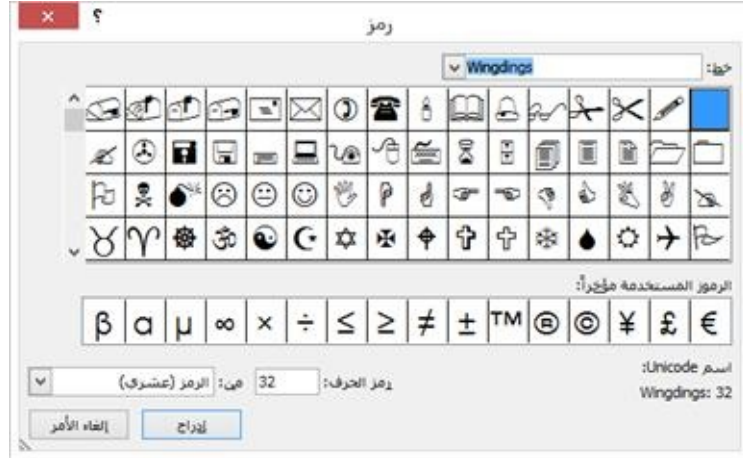 رمز ؟
خط: Wingdings
الرموز المستخدمة مؤخراً:
€ £ ¥ © ® ™ ± ≠ ≥ ≤ ÷ × ∞ µ α β
اسم Unicode:
Wingdings: 32
رمز الحرف: 32 من: الرمز (عشري)
إدراج إلغاء الأمر